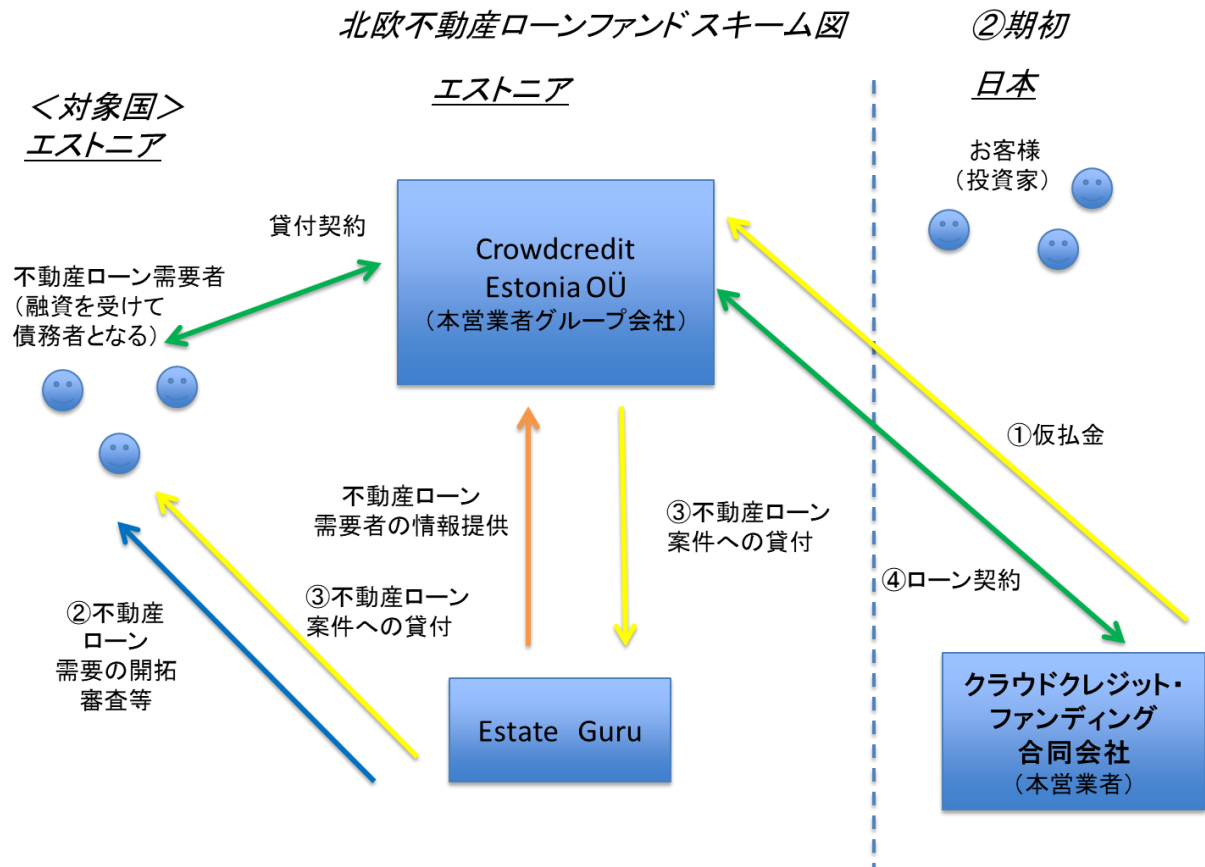 北欧不動産ローンファンド スキーム図
②期初
＜対象国＞
エストニア
エストニア
日本
お客様
（投資家）
貸付契約
不動産ローン需要者
（融資を受けて
債務者となる）
Crowdcredit
Estonia OÜ
（本営業者グループ会社）
①仮払金
不動産ローン
需要者の情報提供
③不動産ローン
案件への貸付
④ローン契約
②不動産
ローン
需要の開拓
審査等
③不動産ローン
案件への貸付
Estate Guru
クラウドクレジット・
ファンディング
合同会社
（本営業者）